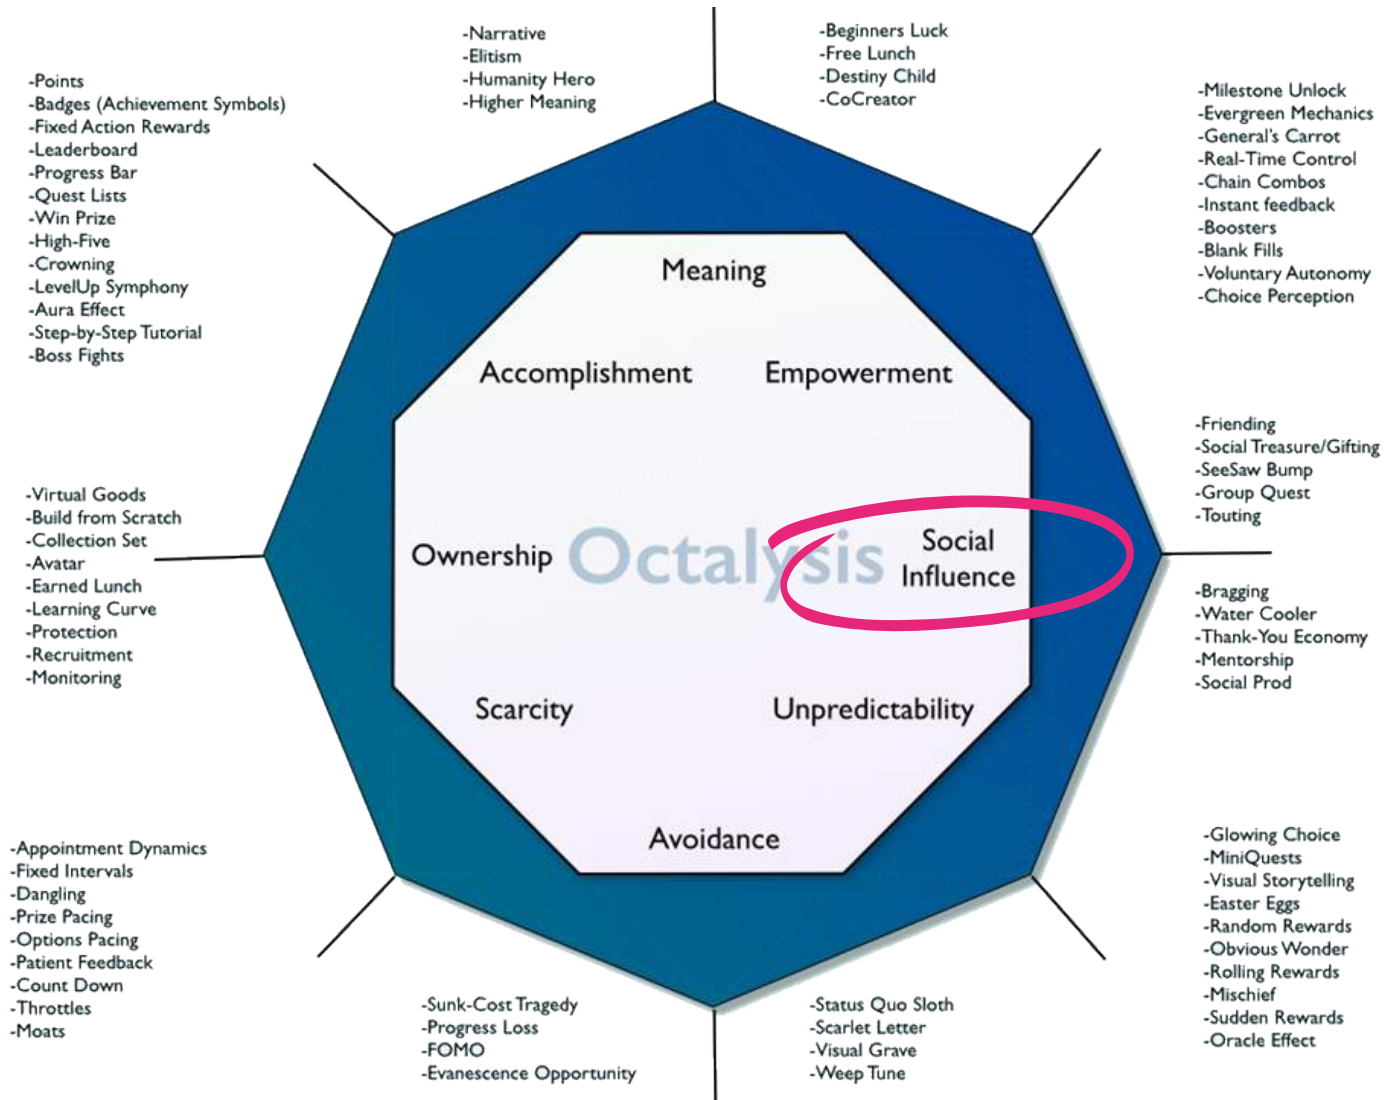 -Narrative
-Elitism
-Humanity Hero
-Higher Meaning
-Beginners Luck
-Free Lunch
-Destiny Child
-CoCreator
-Points
-Badges (Achievement Symbols)
-Fixed Action Rewards
-Leaderboard
-Progress Bar
-Quest Lists
-Win Prize
-High-Five
-Crowning
-LevelUp Symphony
-Aura Effect
-Step-by-Step Tutorial
-Boss Fights
-Milestone Unlock
-Evergreen Mechanics
-General's Carrot
-Real-Time Control
-Chain Combos
-Instant feedback
-Boosters
-Blank Fills
-Voluntary Autonomy
-Choice Perception
Meaning
Accomplishment
Empowerment
-Virtual Goods
-Build from Scratch
-Collection Set
-Avatar
-Earned Lunch
-Learning Curve
-Protection
-Recruitment
-Monitoring
Ownership
Octalysis
Social
Influence
-Friending
-Social Treasure/Gifting
-SeeSaw Bump
-Group Quest
-Touting
-Bragging
-Water Cooler
-Thank-You Economy
-Mentorship
-Social Prod
Scarcity
Unpredictability
Avoidance
-Appointment Dynamics
-Fixed Intervals
-Dangling
-Prize Pacing
-Options Pacing
-Patient Feedback
-Count Down
-Throttles
-Moats
-Sunk-Cost Tragedy
-Progress Loss
-FOMO
-Evanescence Opportunity
-Status Quo Sloth
-Scarlet Letter
-Visual Grave
-Weep Tune
-Glowing Choice
-MiniQuests
-Visual Storytelling
-Easter Eggs
-Random Rewards
-Obvious Wonder
-Rolling Rewards
-Mischief
-Sudden Rewards
-Oracle Effect